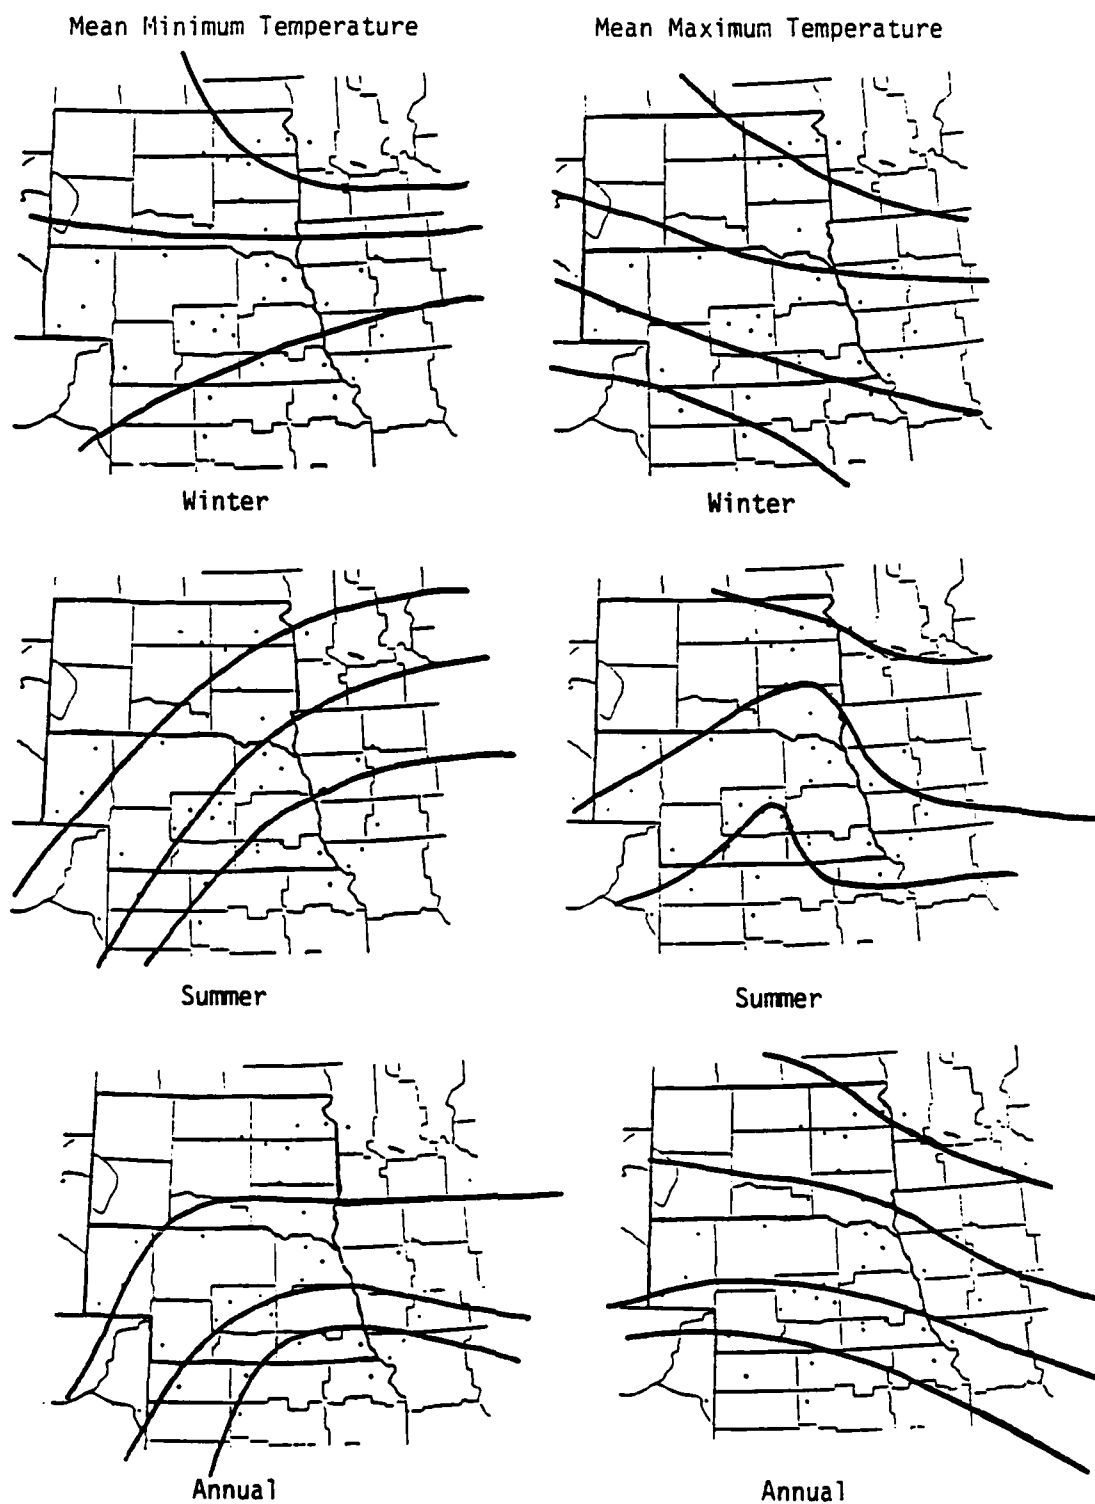 Mean Minimum Temperature
Mean Maximum Temperature
Winter
Winter
Summer
Summer
Annual
Annual